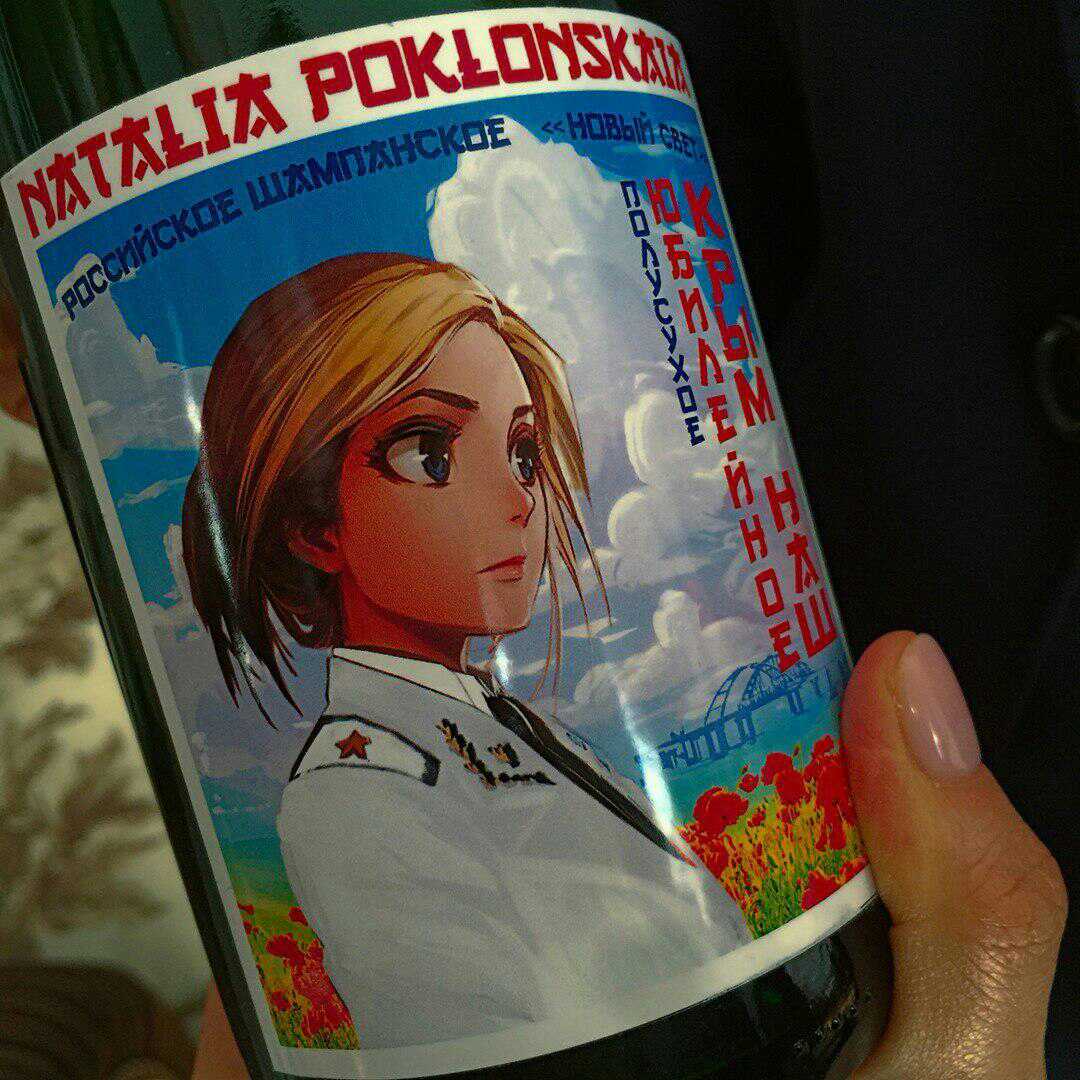 NATALIA POKLONSKAIA
РОССИЙСКОЕ ШАМПАНСКОЕ «НОВЫЙ СВЕТ»
ПОЛУСУХОЕ
ЮБИЛЕЙНОЕ
КРЫМ НАШ